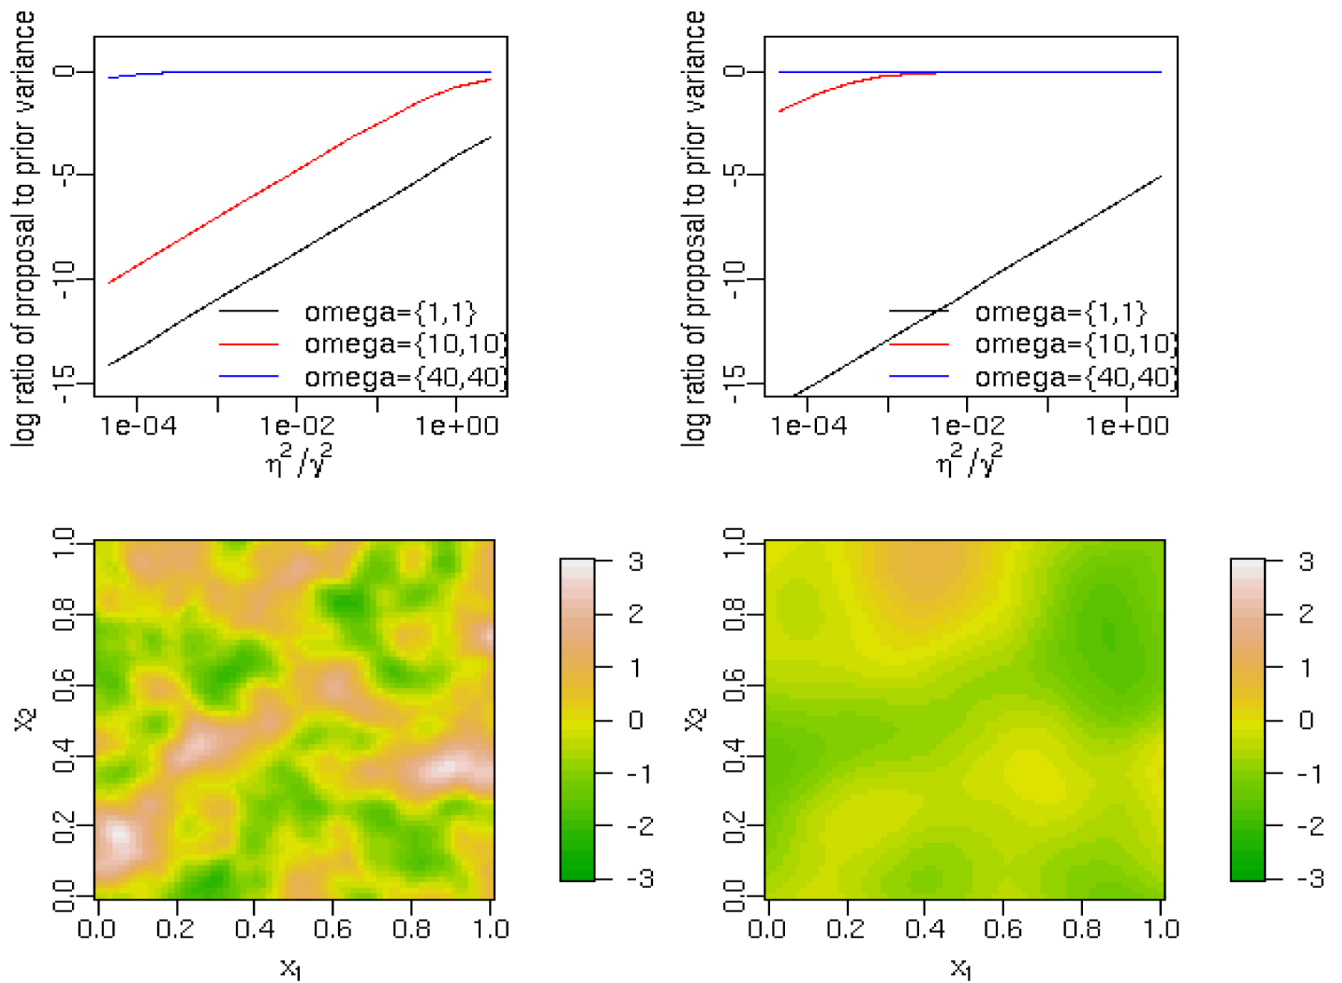 log ratio of proposal to prior variance
0
-5
-10
-15
omega={1,1}
omega={10,10}
omega={40,40}
1e-04 1e-02 1e+00
η²/γ²
log ratio of proposal to prior variance
0
-5
-10
-15
omega={1,1}
omega={10,10}
omega={40,40}
1e-04 1e-02 1e+00
η²/γ²
x₂
1.0
0.8
0.6
0.4
0.2
0.0
0.0 0.2 0.4 0.6 0.8 1.0
x₁
3
2
1
0
-1
-2
-3
x₂
1.0
0.8
0.6
0.4
0.2
0.0
0.0 0.2 0.4 0.6 0.8 1.0
x₁
3
2
1
0
-1
-2
-3